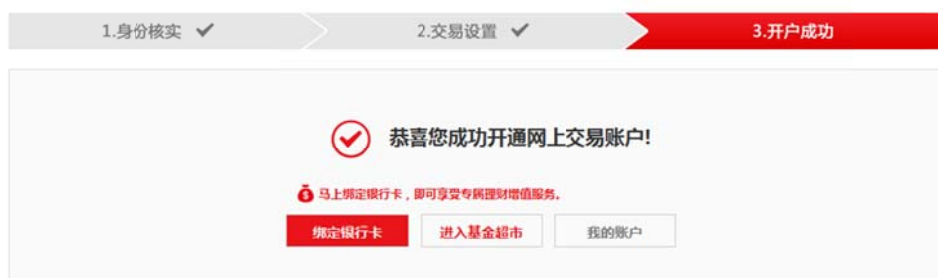 1.身份核实 2.交易设置 3.开户成功
恭喜您成功开通网上交易账户!
马上绑定银行卡，即可享受专属理财增值服务。
绑定银行卡 进入基金超市 我的账户